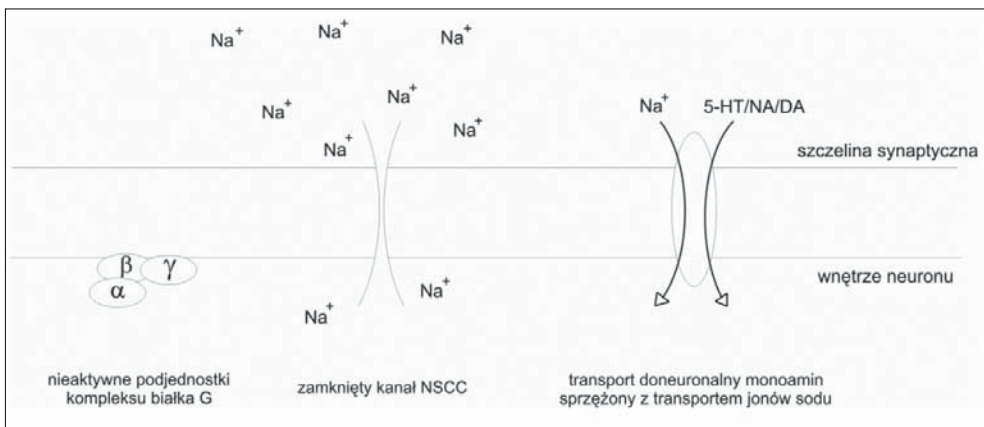 Na+ Na+ Na+
Na+ Na+ Na+ Na+
Na+ 5-HT/NA/DA
szczelina synaptyczna
β γ
α
Na+ Na+
wnętrze neuronu
nieaktywne podjednostki
kompleksu białka G
zamknięty kanał NSCC
transport doneuronalny monoamin
sprzężony z transportem jonów sodu